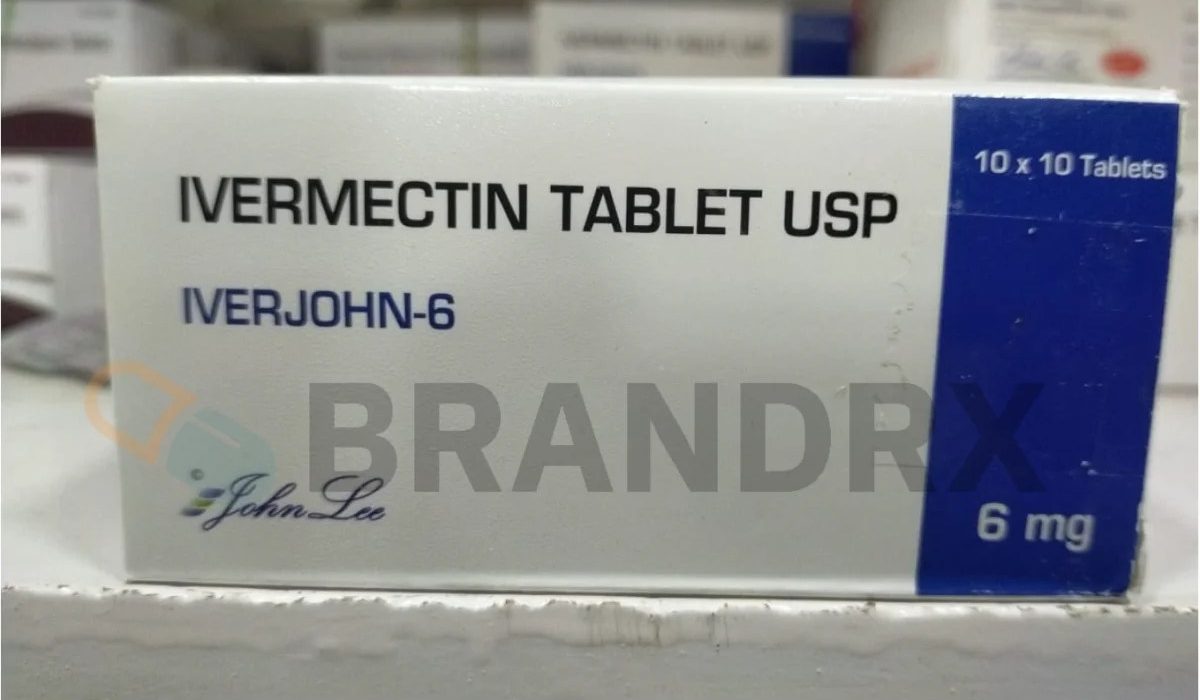 IVERMECTIN TABLET USP
10 x 10 Tablets
IVERJOHN-6
BRANDRX
John Lee
6 mg